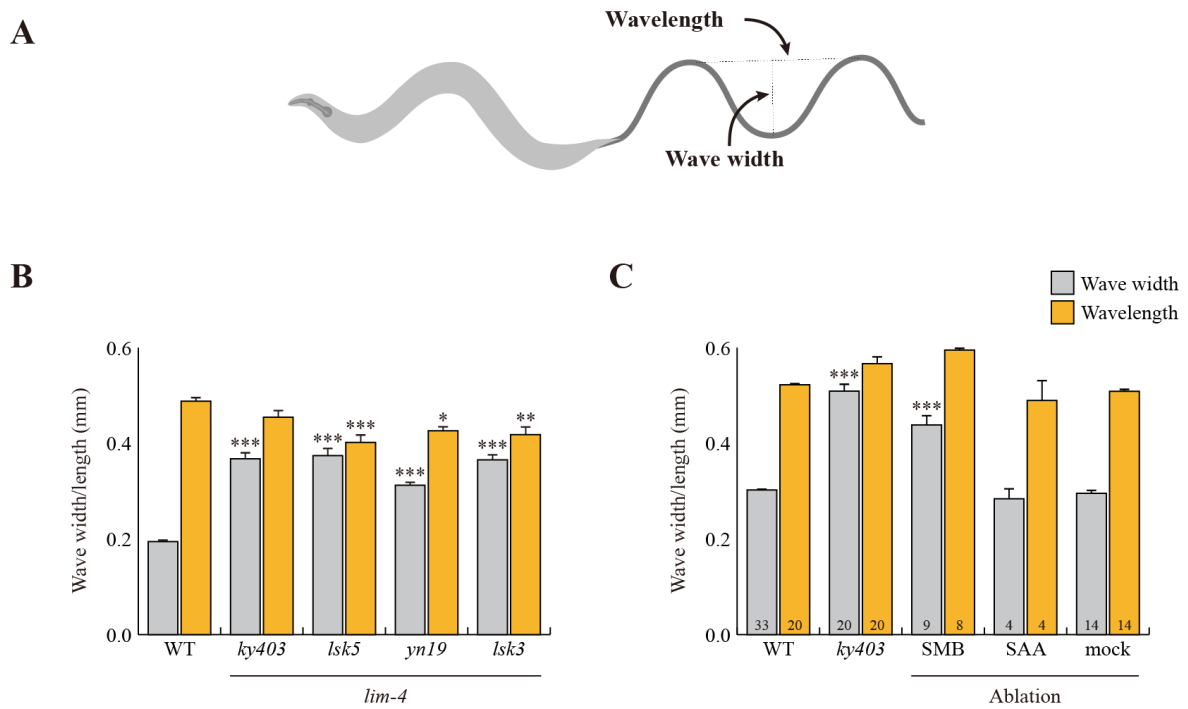 A
Wavelength
Wave width
B
Wave width/length (mm)
0.6
0.4
0.2
0.0
***
***
***
***
*
***
**
WT
ky403
lsk5
yn19
lsk3
lim-4
C
Wave width
Wavelength
Wave width/length (mm)
0.6
0.4
0.2
0.0
***
***
33 20 20 20 9 8 4 4 14 14
WT
ky403
SMB
SAA
mock
Ablation